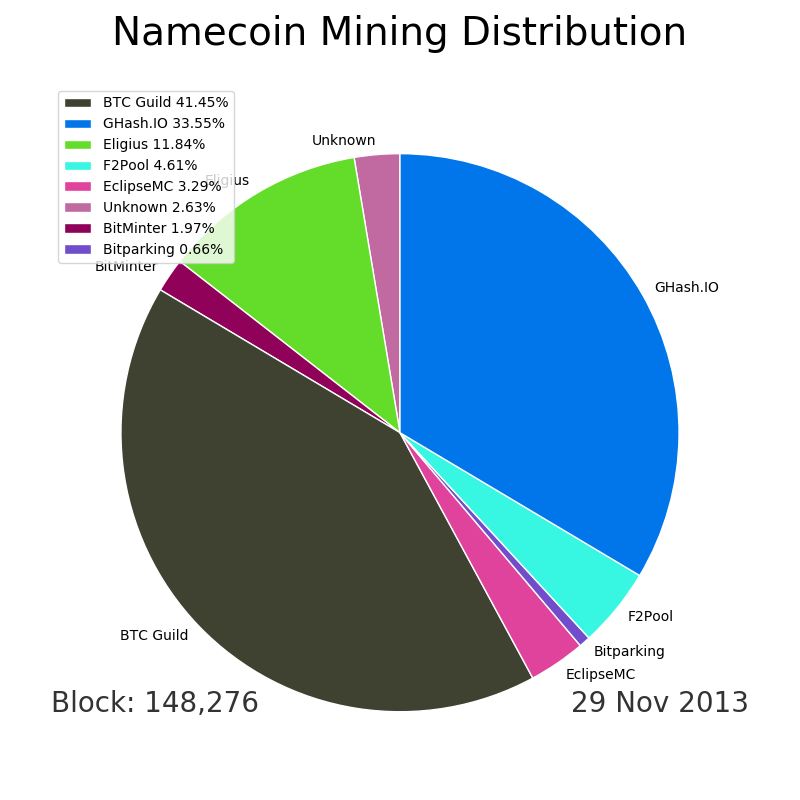 Namecoin Mining Distribution
BTC Guild 41.45%
GHash.IO 33.55%
Eligius 11.84%
F2Pool 4.61%
EclipseMC 3.29%
Unknown 2.63%
BitMinter 1.97%
Bitparking 0.66%
Unknown
Eligius
BitMinter
GHash.IO
BTC Guild
F2Pool
Bitparking
EclipseMC
Block: 148,276
29 Nov 2013